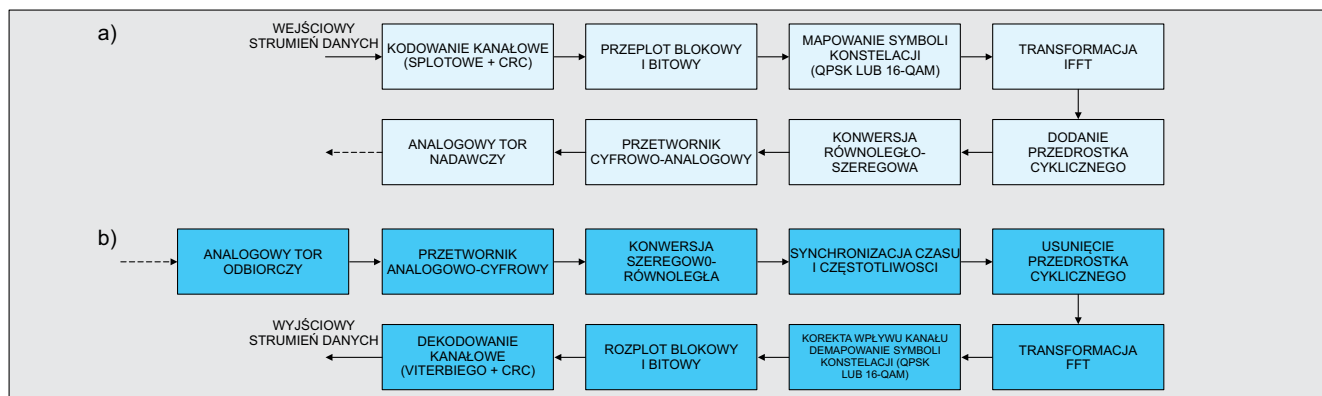 a)
WEJŚCIOWY
STRUMIEŃ DANYCH
KODOWANIE KANAŁOWE
(SPLOTOWE + CRC)
PRZEPLOT BLOKOWY
I BITOWY
MAPOWANIE SYMBOLI
KONSTELACJI
(QPSK LUB 16-QAM)
TRANSFORMACJA
IFFT
ANALOGOWY TOR
NADAWCZY
PRZETWORNIK
CYFROWO-ANALOGOWY
KONWERSJA
RÓWNOLEGŁO-
SZEREGOWA
DODANIE
PRZEDROSTKA
CYKLICZNEGO
b)
ANALOGOWY TOR
ODBIORCZY
PRZETWORNIK
ANALOGOWO-CYFROWY
KONWERSJA
SZEREGOW0-
RÓWNOLEGŁA
SYNCHRONIZACJA CZASU
I CZĘSTOTLIWOŚCI
USUNIĘCIE
PRZEDROSTKA
CYKLICZNEGO
WYJŚCIOWY
STRUMIEŃ DANYCH
DEKODOWANIE
KANAŁOWE
(VITERBIEGO + CRC)
ROZPLOT BLOKOWY
I BITOWY
KOREKTA WPŁYWU KANAŁU
DEMAPOWANIE SYMBOLI
KONSTELACJI (QPSK
LUB 16-QAM)
TRANSFORMACJA
FFT